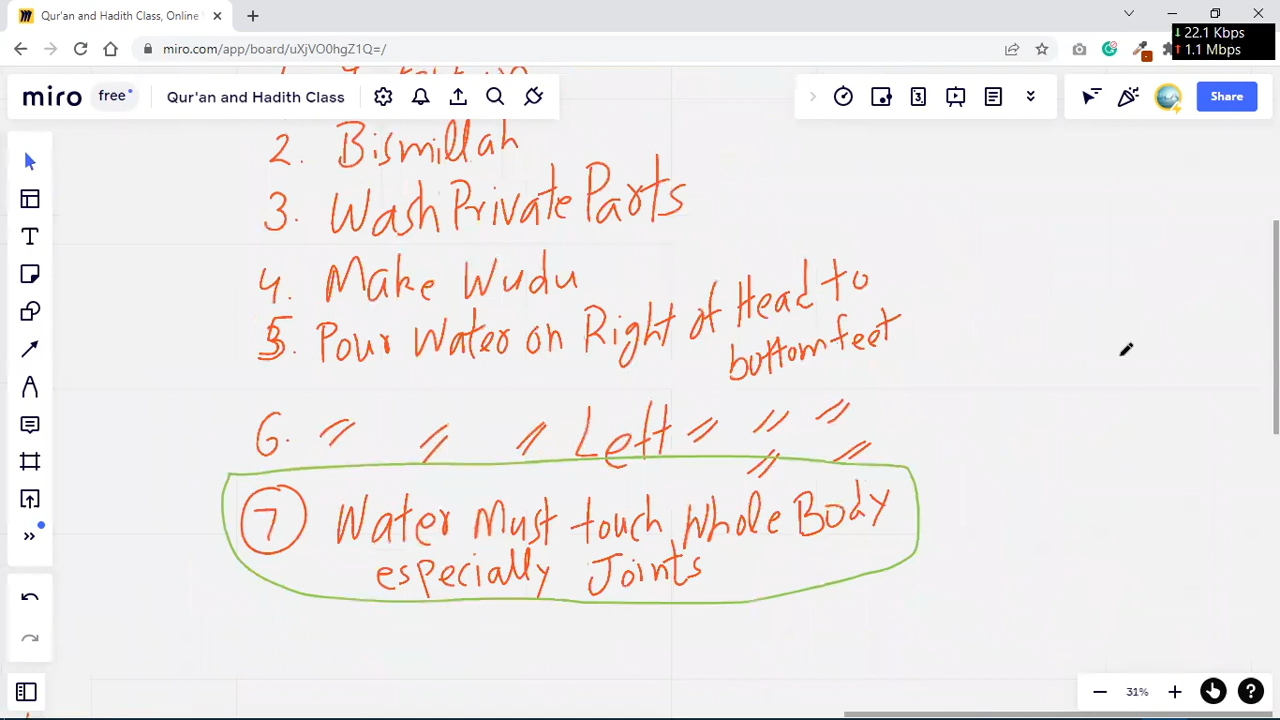 Qur'an and Hadith Class, Online
miro.com/app/board/uXjVO0hgZ1Q=/
22.1 Kbps
1.1 Mbps
miro free Qur'an and Hadith Class
Share
2. Bismillah
3. Wash Private Parts
4. Make Wudu
5. Pour Water on Right of Head to
bottom feet
6. " " " Left " " "
" "
7 Water Must touch Whole Body
especially Joints
31%